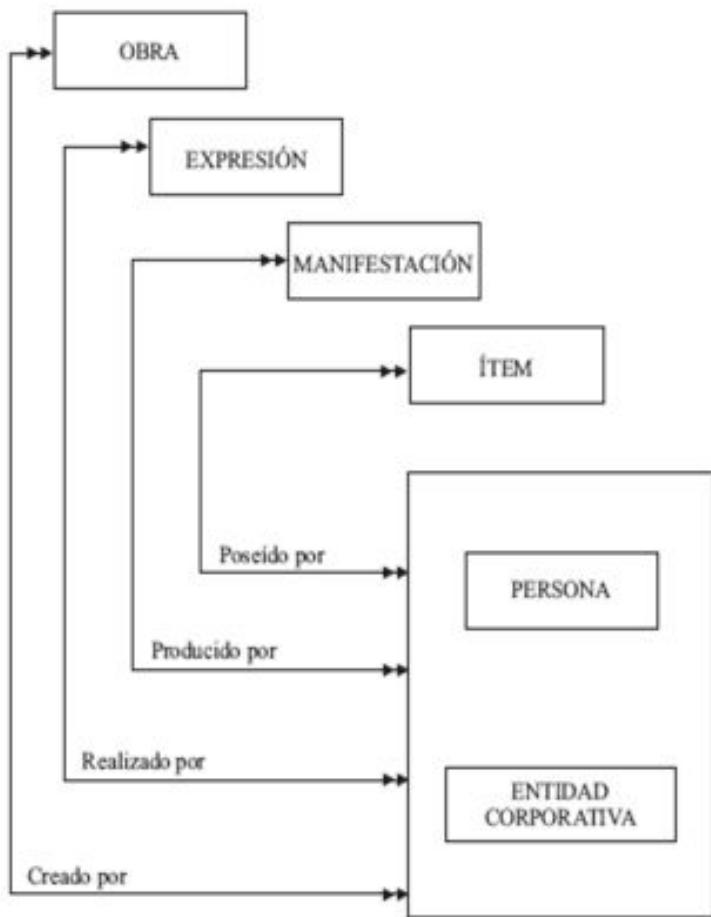 OBRA
EXPRESIÓN
MANIFESTACIÓN
ÍTEM
Poseído por
PERSONA
Producido por
Realizado por
ENTIDAD
CORPORATIVA
Creado por